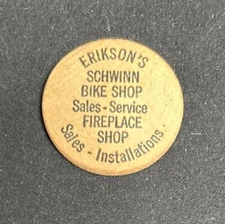 ERIKSON'S
SCHWINN
BIKE SHOP
Sales - Service
FIREPLACE
SHOP
Sales - Installations